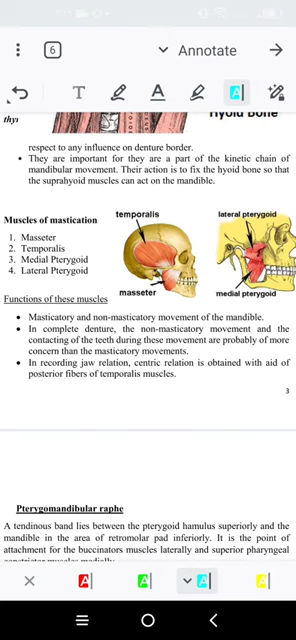 6
Annotate
T
A
A
thy
Hyoid Bone
respect to any influence on denture border.
• They are important for they are a part of the kinetic chain of
mandibular movement. Their action is to fix the hyoid bone so that
the suprahyoid muscles can act on the mandible.
Muscles of mastication
1. Masseter
2. Temporalis
3. Medial Pterygoid
4. Lateral Pterygoid
temporalis
masseter
lateral pterygoid
medial pterygoid
Functions of these muscles
• Masticatory and non-masticatory movement of the mandible.
• In complete denture, the non-masticatory movement and the
contacting of the teeth during these movement are probably of more
concern than the masticatory movements.
• In recording jaw relation, centric relation is obtained with aid of
posterior fibers of temporalis muscles.
3
Pterygomandibular raphe
A tendinous band lies between the pterygoid hamulus superiorly and the
mandible in the area of retromolar pad inferiorly. It is the point of
attachment for the buccinators muscles laterally and superior pharyngeal
constrictor muscles medially
A
A
A
A